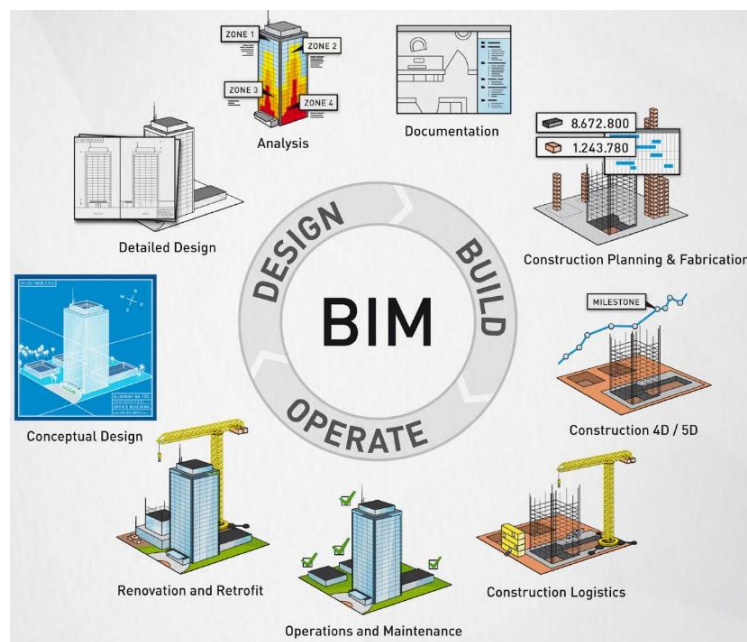 ZONE 1
ZONE 2
ZONE 3
ZONE 4
Analysis
Documentation
8.672.800
1.243.780
Construction Planning & Fabrication
Detailed Design
DESIGN
BUILD
OPERATE
BIM
MILESTONE
Construction 4D / 5D
Conceptual Design
OFFICE BUILDING
Renovation and Retrofit
Construction Logistics
Operations and Maintenance